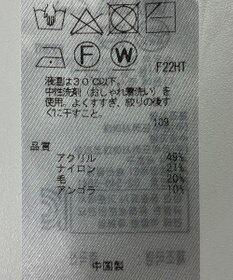 F
W
F22HT
液温は30℃以下。
中性洗剤（おしゃれ着洗い）を
使用。よくすすぎ、絞りの後す
ぐに干すこと。
109
品質
アクリル 49%
ナイロン 21%
毛 20%
アンゴラ 10%
中国製